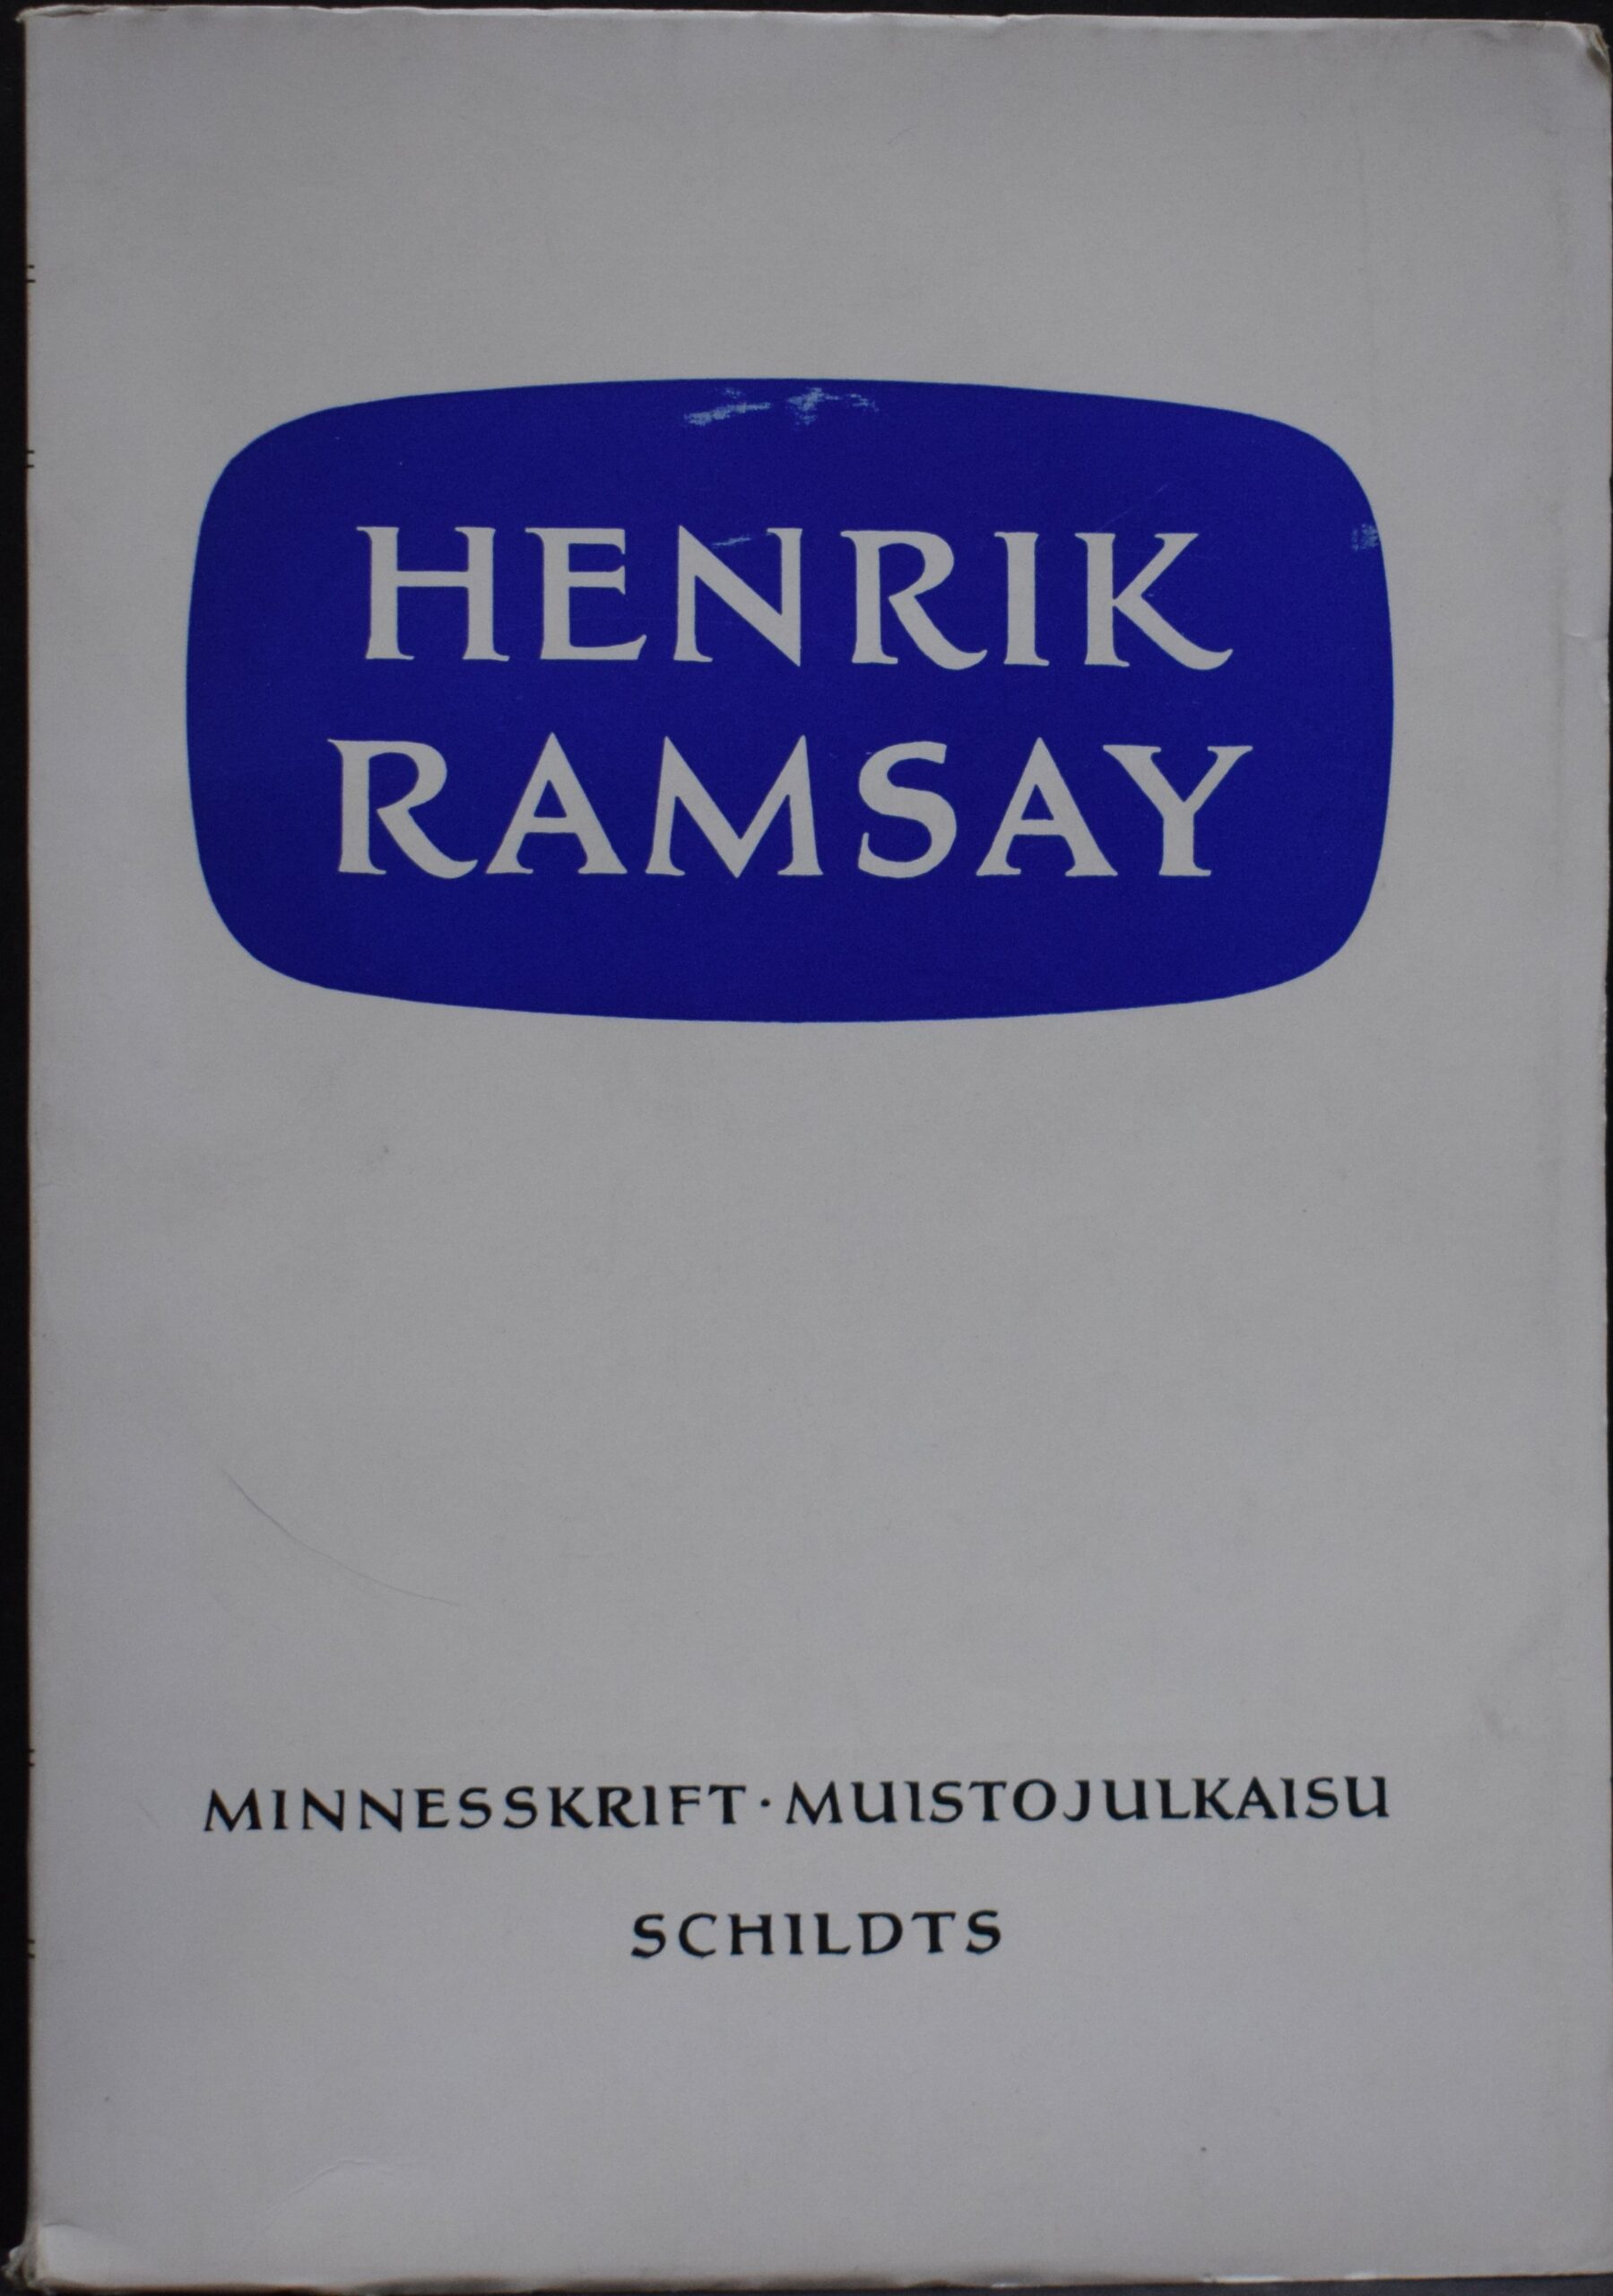 HENRIK
RAMSAY
MINNESSKRIFT · MUISTOJULKAISU
SCHILDTS